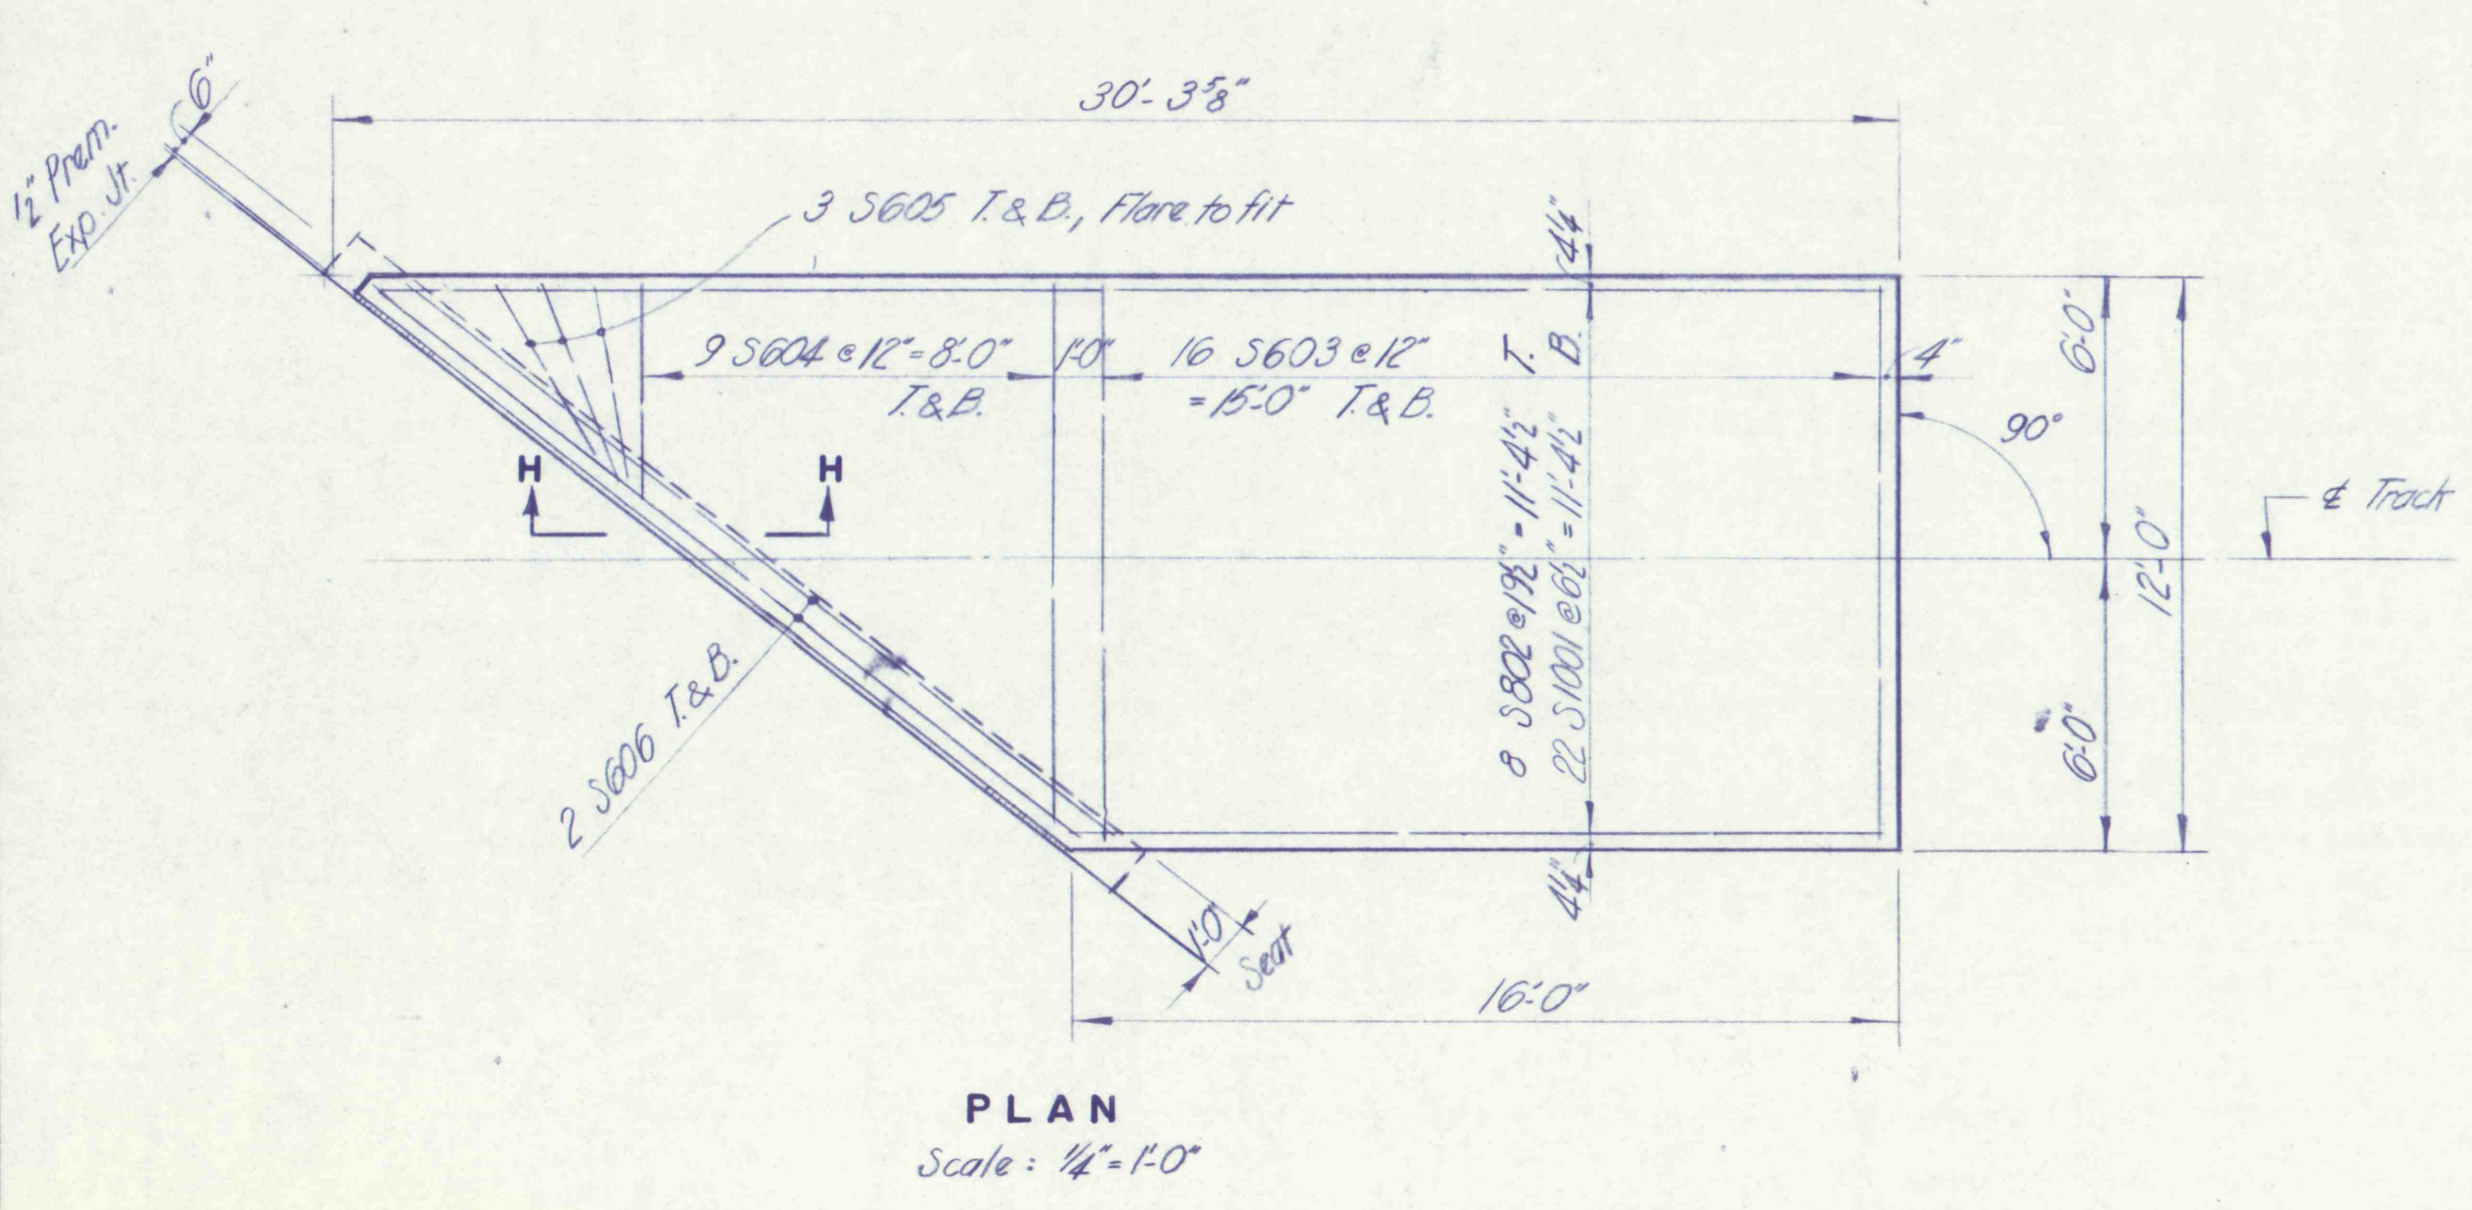 6"
30'-3⅝"
½" Prem.
Exp. Jt.
3 S605 T. & B., Flare to fit
4¼"
9 S604 @ 12" = 8'-0"
T. & B.
1'-0"
16 S603 @ 12"
= 15'-0" T. & B.
8 S802 @ 19½" = 11'-4½" T.
22 S1001 @ 6½" = 11'-4½" B.
4"
6'-0"
90°
H H
℄ Track
12'-0"
2 S606 T. & B.
6'-0"
4¼"
1'-0"
Seat
16'-0"
PLAN
Scale: ¼" = 1'-0"